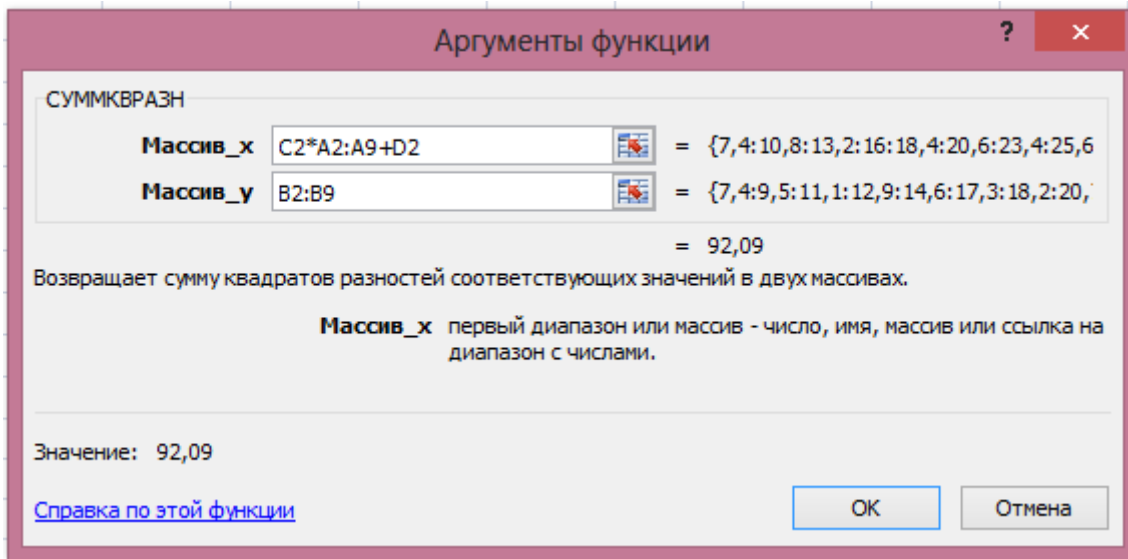 Аргументы функции ? ×
СУММКВРАЗН
Массив_x C2*A2:A9+D2 = {7,4:10,8:13,2:16:18,4:20,6:23,4:25,6
Массив_y B2:B9 = {7,4:9,5:11,1:12,9:14,6:17,3:18,2:20,
= 92,09
Возвращает сумму квадратов разностей соответствующих значений в двух массивах.
Массив_x первый диапазон или массив - число, имя, массив или ссылка на
диапазон с числами.
Значение: 92,09
Справка по этой функции OK Отмена